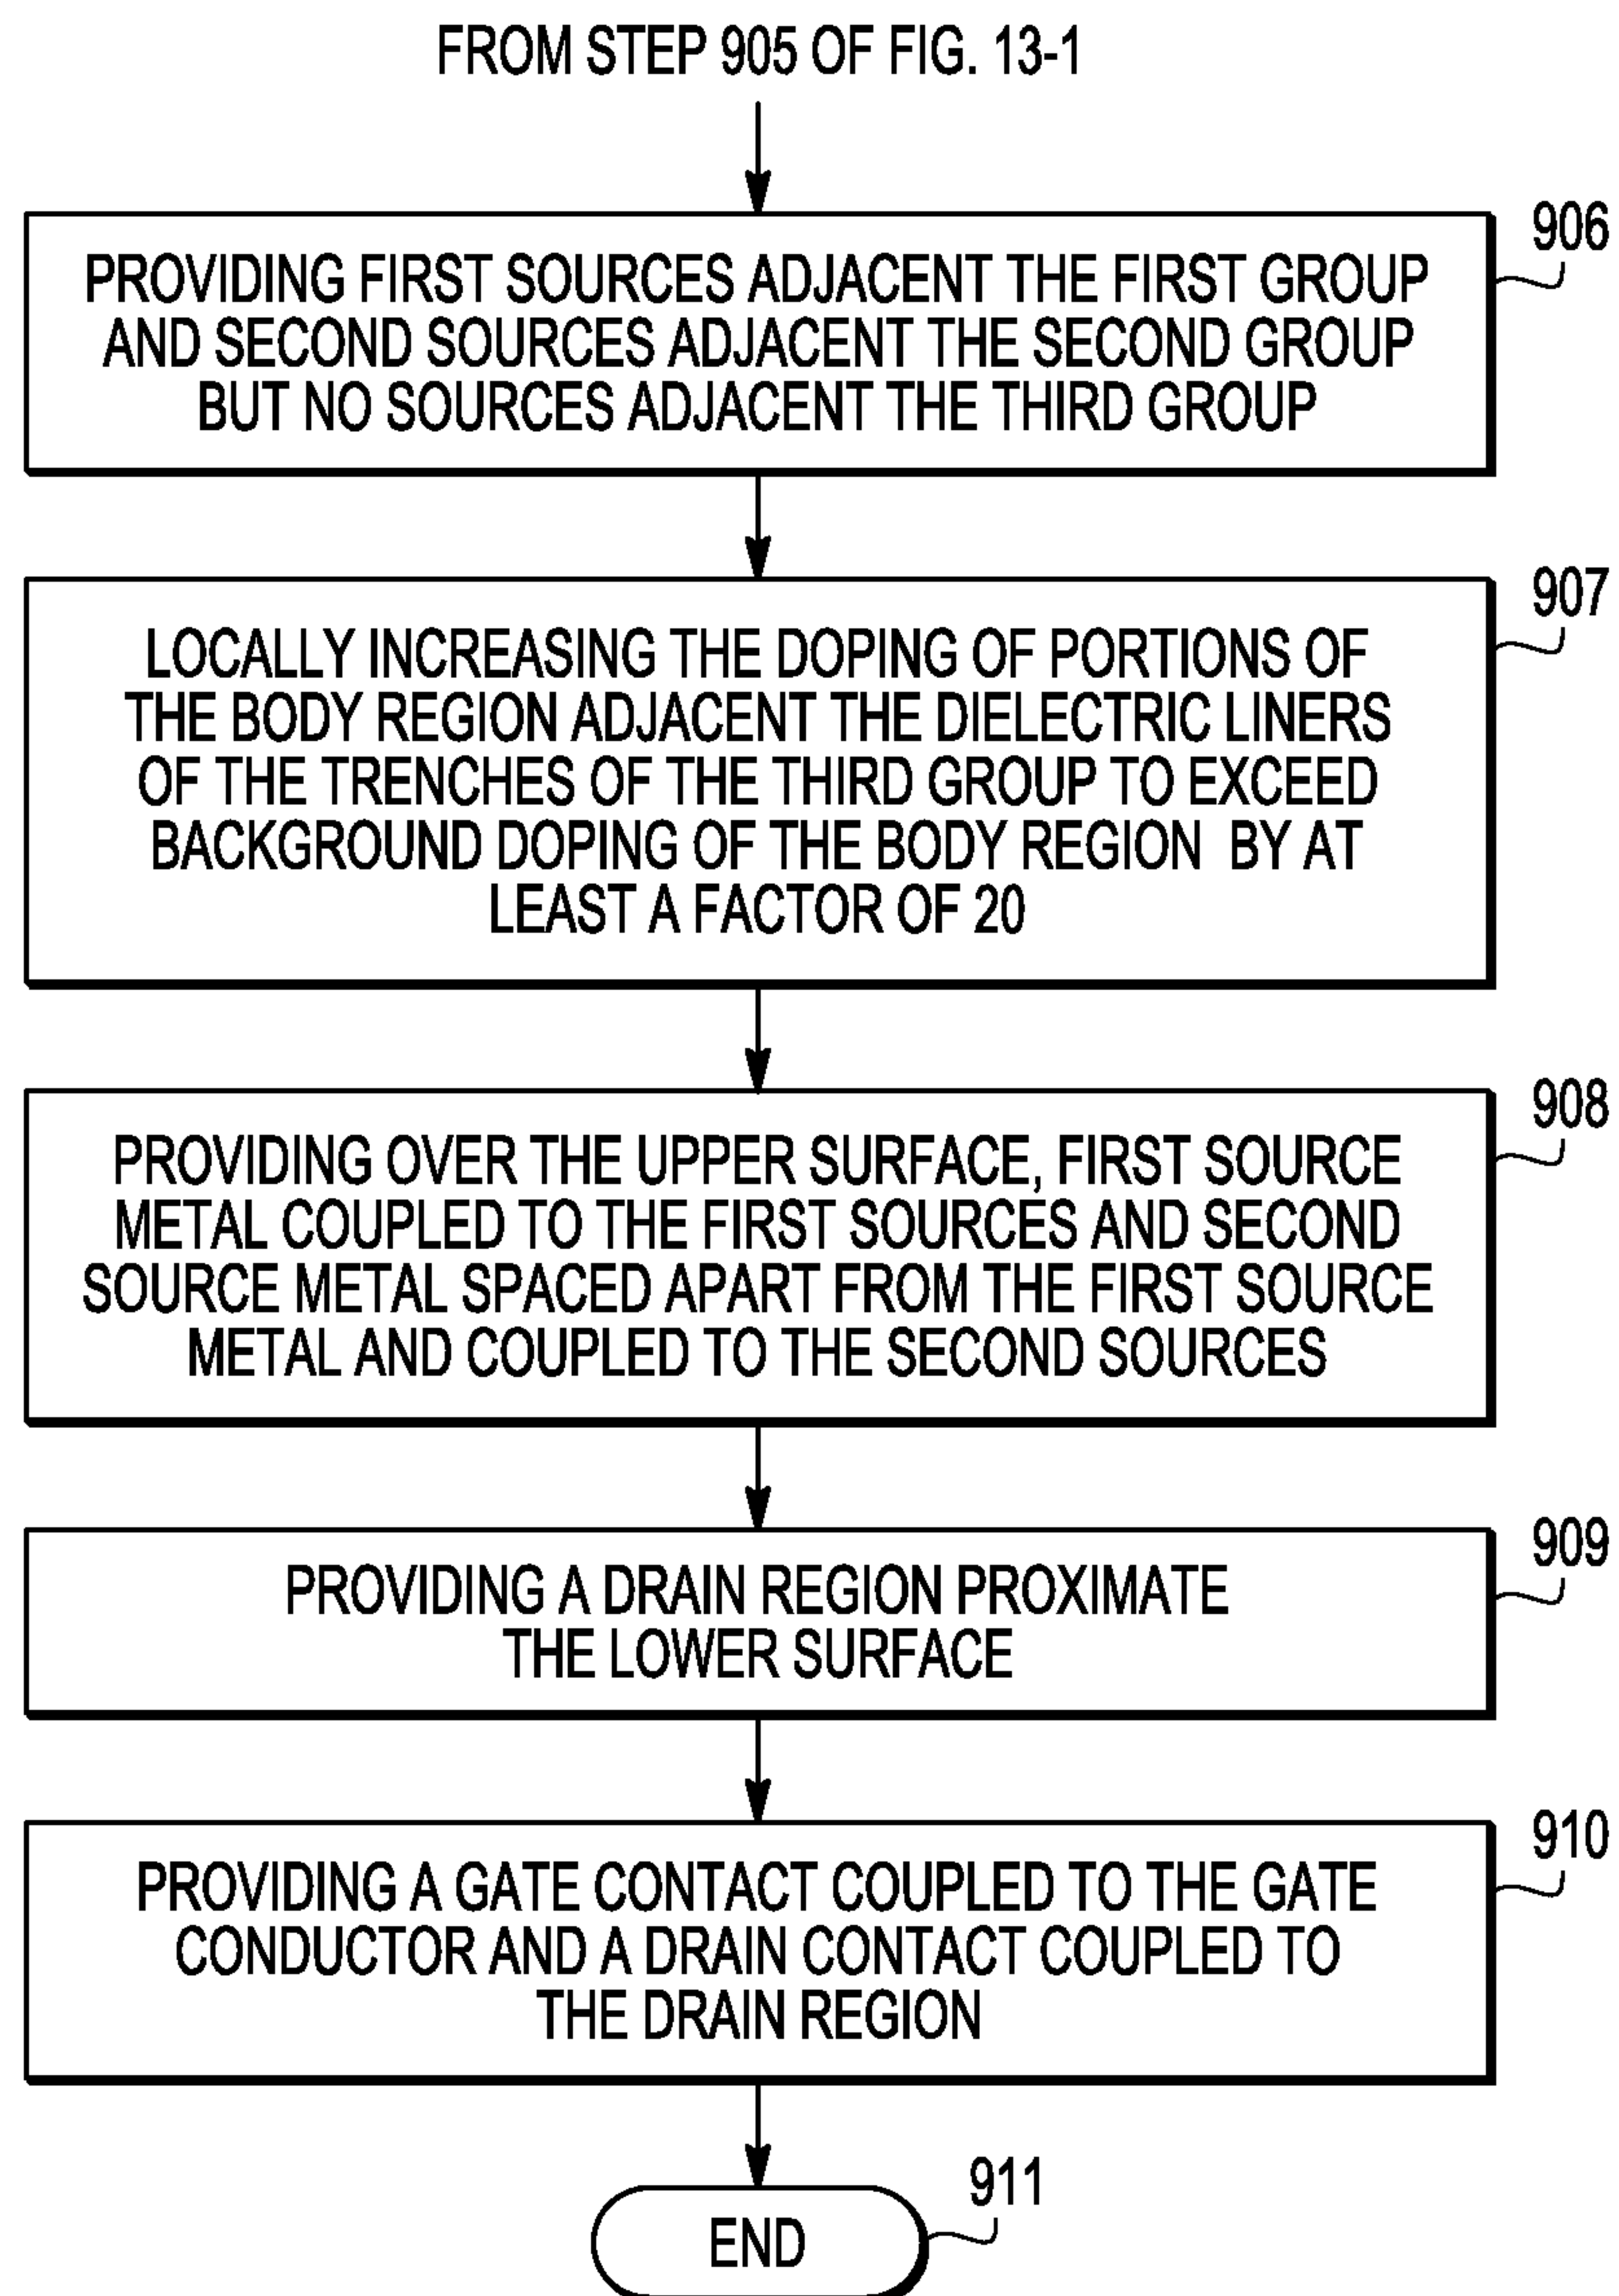 FROM STEP 905 OF FIG. 13-1
906
PROVIDING FIRST SOURCES ADJACENT THE FIRST GROUP
AND SECOND SOURCES ADJACENT THE SECOND GROUP
BUT NO SOURCES ADJACENT THE THIRD GROUP
907
LOCALLY INCREASING THE DOPING OF PORTIONS OF
THE BODY REGION ADJACENT THE DIELECTRIC LINERS
OF THE TRENCHES OF THE THIRD GROUP TO EXCEED
BACKGROUND DOPING OF THE BODY REGION BY AT
LEAST A FACTOR OF 20
908
PROVIDING OVER THE UPPER SURFACE, FIRST SOURCE
METAL COUPLED TO THE FIRST SOURCES AND SECOND
SOURCE METAL SPACED APART FROM THE FIRST SOURCE
METAL AND COUPLED TO THE SECOND SOURCES
909
PROVIDING A DRAIN REGION PROXIMATE
THE LOWER SURFACE
910
PROVIDING A GATE CONTACT COUPLED TO THE GATE
CONDUCTOR AND A DRAIN CONTACT COUPLED TO
THE DRAIN REGION
911
END